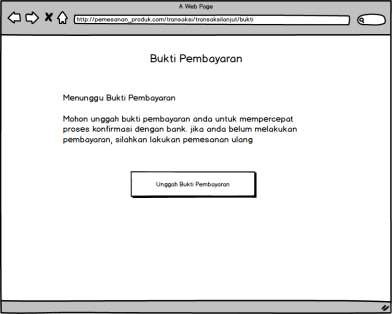 A Web Page
http://pemesanan_produk.com/transaksi/transaksilanjut/bukti
Bukti Pembayaran
Menunggu Bukti Pembayaran
Mohon unggah bukti pembayaran anda untuk mempercepat
proses konfirmasi dengan bank. jika anda belum melakukan
pembayaran, silahkan lakukan pemesanan ulang
Unggah Bukti Pembayaran